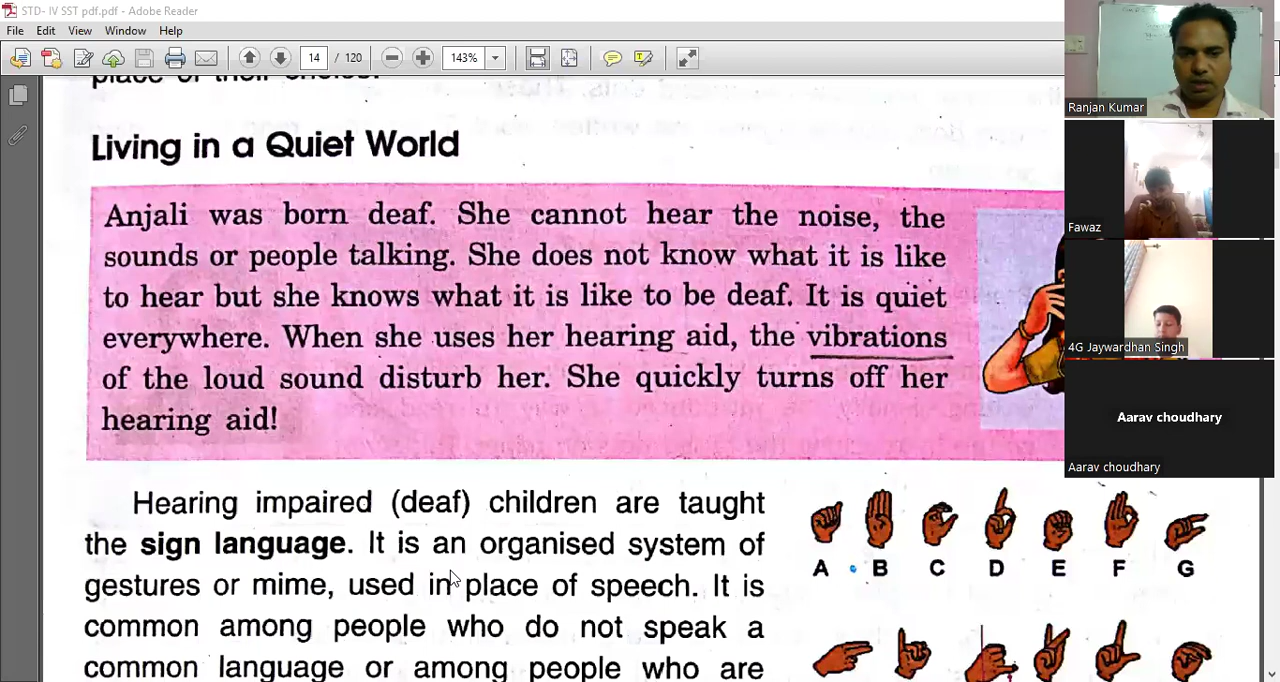 STD- IV SST pdf.pdf - Adobe Reader
File Edit View Window Help
14 / 120 143%
place of their choices.
Living in a Quiet World
Anjali was born deaf. She cannot hear the noise, the
sounds or people talking. She does not know what it is like
to hear but she knows what it is like to be deaf. It is quiet
everywhere. When she uses her hearing aid, the vibrations
of the loud sound disturb her. She quickly turns off her
hearing aid!
Hearing impaired (deaf) children are taught
the sign language. It is an organised system of
gestures or mime, used in place of speech. It is
common among people who do not speak a
common language or among people who are
A B C D E F G
Ranjan Kumar
Fawaz
4G Jaywardhan Singh
Aarav choudhary
Aarav choudhary